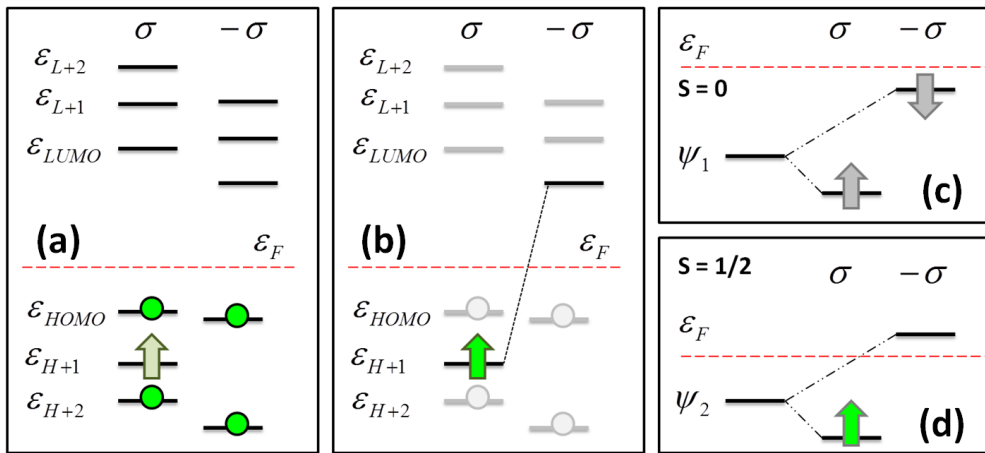 σ −σ
ε_{L+2}
ε_{L+1}
ε_{LUMO}
(a)
ε_F
ε_{HOMO}
ε_{H+1}
ε_{H+2}
σ −σ
ε_{L+2}
ε_{L+1}
ε_{LUMO}
(b)
ε_F
ε_{HOMO}
ε_{H+1}
ε_{H+2}
σ −σ
ε_F
S = 0
ψ_1
(c)
S = 1/2
σ −σ
ε_F
ψ_2
(d)